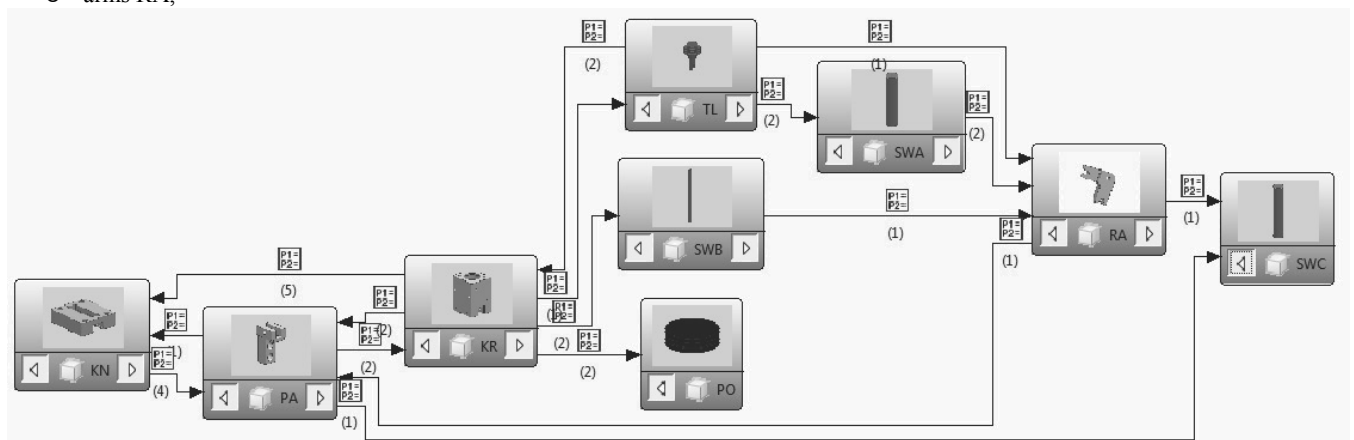 arms RA,
P1=
P2=
(2)
P1=
P2=
(1)
TL
P1=
P2=
(2)
SWA
P1=
P2=
(2)
RA
P1=
P2=
(1)
SWC
SWB
P1=
P2=
(1)
P1=
P2=
(1)
P1=
P2=
(5)
KR
P1=
P2=
P1=
P2=
(2)
P1=
P2=
(2)
PO
P1=
P2=
(2)
P1=
P2=
(2)
KN
P1=
P2=
P1=
P2=
(4)
PA
P1=
P2=
(1)